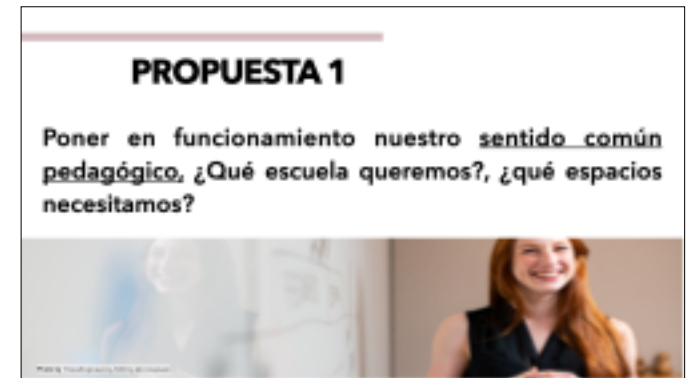 PROPUESTA 1
Poner en funcionamiento nuestro sentido común
pedagógico, ¿Qué escuela queremos?, ¿qué espacios
necesitamos?